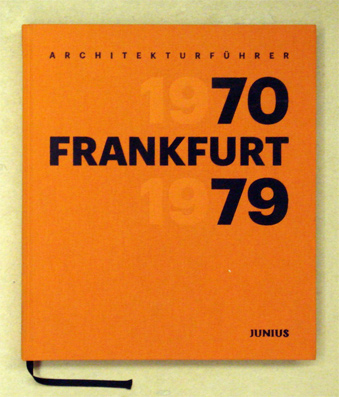 ARCHITEKTURFÜHRER
1970
FRANKFURT
1979
JUNIUS